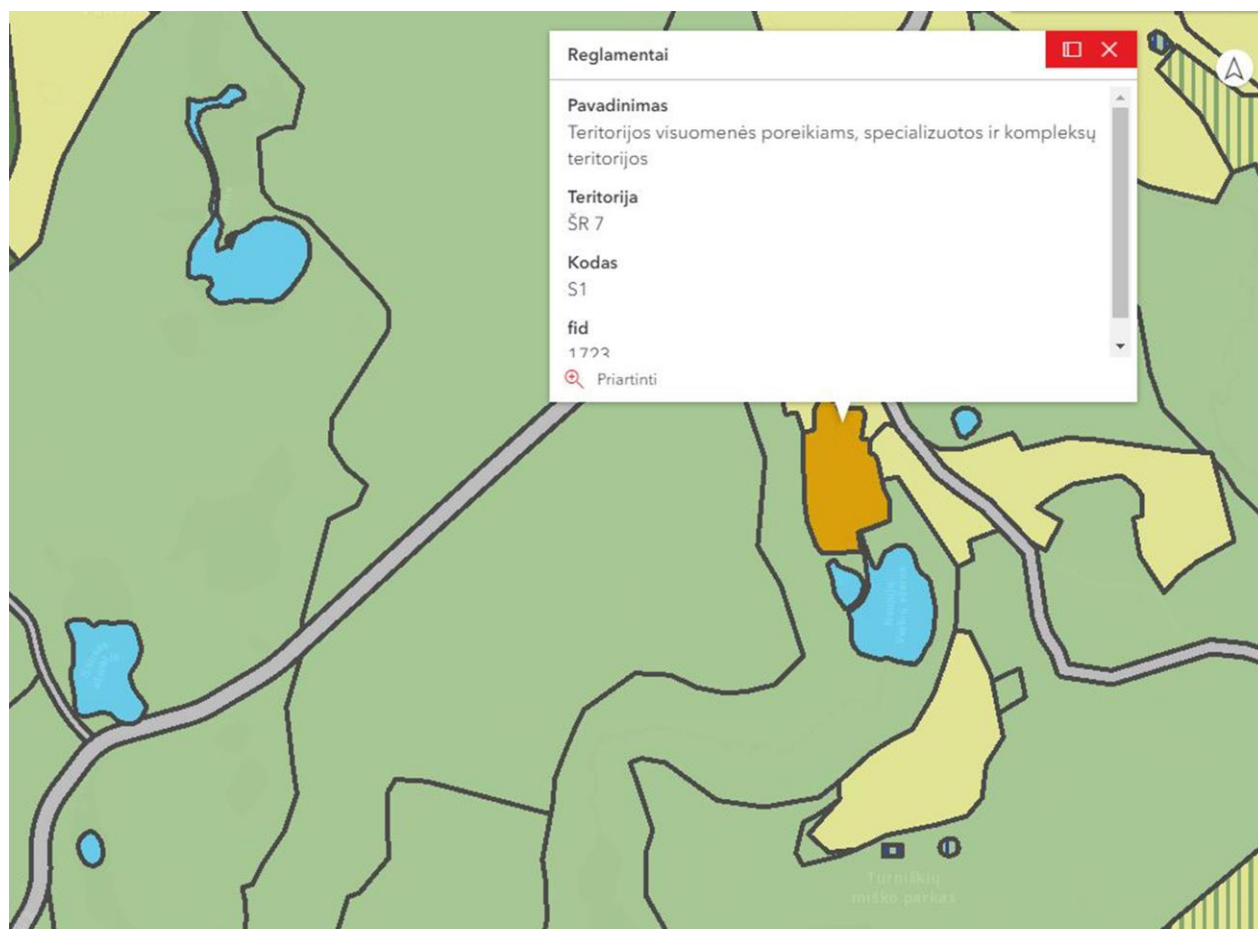 Reglamentai
Pavadinimas
Teritorijos visuomenės poreikiams, specializuotos ir kompleksų
teritorijos
Teritorija
ŠR 7
Kodas
S1
fid
1723
Priartinti
Turniškių
miško parkas